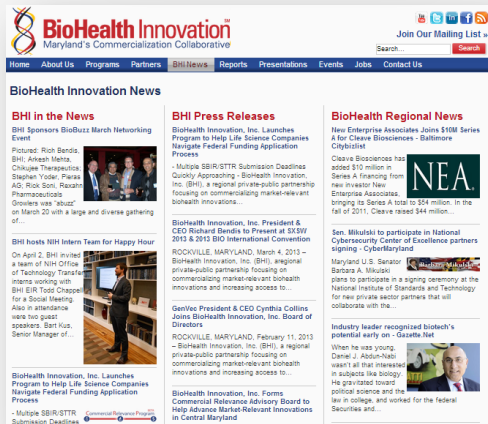 BioHealth Innovation™
Maryland's Commercialization Collaborative
Join Our Mailing List »
Search...
Search
Home About Us Programs Partners BHI News Reports Presentations Events Jobs Contact Us
BioHealth Innovation News
BHI in the News
BHI Sponsors BioBuzz March Networking
Event
Pictured: Rich Bendis,
BHI; Arkesh Mehta,
Chikujee Therapeutics;
Stephen Yoder, Pieras
AG; Rick Soni, Rexahn
Pharmaceuticals
Growlers was "abuzz"
on March 20 with a large and diverse gathering
of...
BHI hosts NIH Intern Team for Happy Hour
On April 2, BHI invited
a team of NIH Office
of Technology Transfer
interns working with
BHI EIR Todd Chappell
for a Social Meeting.
Also in attendance
were two guest
speakers. Bart Kus,
Senior Manager of...
BioHealth Innovation, Inc. Launches
Program to Help Life Science Companies
Navigate Federal Funding Application
Process
- Multiple SBIR/STTR
Submission Deadlines
Commercial Relevance Program
BHI Press Releases
BioHealth Innovation, Inc. Launches
Program to Help Life Science Companies
Navigate Federal Funding Application
Process
- Multiple SBIR/STTR Submission Deadlines
Quickly Approaching - BioHealth Innovation,
Inc. (BHI), a regional private-public partnership
focusing on commercializing market-relevant
biohealth innovations...
BioHealth Innovation, Inc. President &
CEO Richard Bendis to Present at SXSW
2013 & 2013 BIO International Convention
ROCKVILLE, MARYLAND, March 4, 2013 –
BioHealth Innovation, Inc. (BHI), a regional
private-public partnership focusing on
commercializing market-relevant biohealth
innovations and increasing access to...
GenVec President & CEO Cynthia Collins
Joins BioHealth Innovation, Inc. Board of
Directors
ROCKVILLE, MARYLAND, February 11, 2013
– BioHealth Innovation, Inc. (BHI), a regional
private-public partnership focusing on
commercializing market-relevant biohealth
innovations and increasing access to...
BioHealth Innovation, Inc. Forms
Commercial Relevance Advisory Board to
Help Advance Market-Relevant Innovations
in Central Maryland
BioHealth Regional News
New Enterprise Associates Joins $10M Series
A for Cleave Biosciences - Baltimore
Citybizlist
Cleave Biosciences has
added $10 million in
Series A financing from
new investor New
Enterprise Associates,
bringing its Series A total to $54 million. In the
fall of 2011, Cleave raised $44 million...
NEA
Sen. Mikulski to participate in National
Cybersecurity Center of Excellence partners
signing - CyberMaryland
Maryland U.S. Senator
Barbara A. Mikulski
plans to participate in a signing ceremony at the
National Institute of Standards and Technology
for new private sector partners that will
collaborate with the...
Barbara Mikulski
Industry leader recognized biotech's
potential early on - Gazette.Net
When he was young,
Daniel J. Abdun-Nabi
wasn't all that interested
in subjects like biology.
He gravitated toward
political science and the
law in college, and worked for the federal
Securities and...